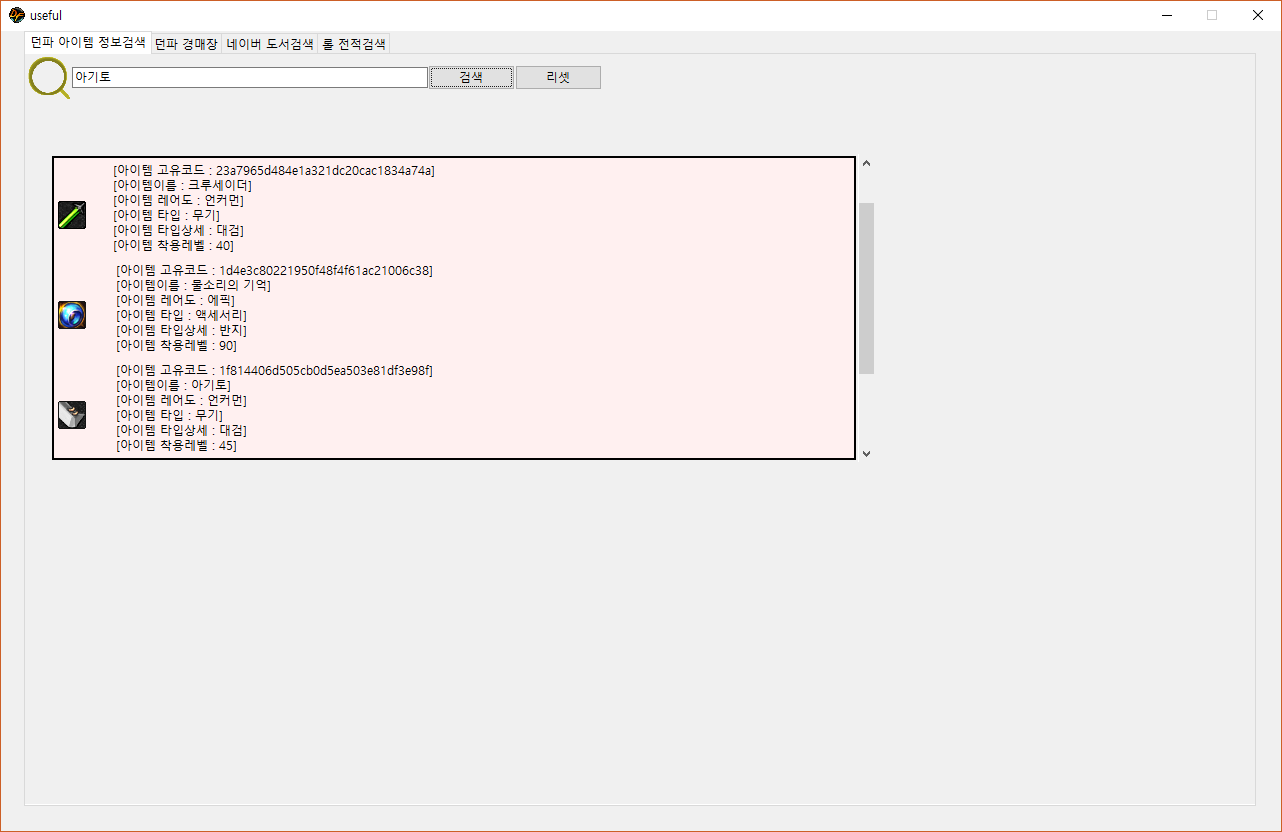 useful
던파 아이템 정보검색 던파 경매장 네이버 도서검색 롤 전적검색
아기토 검색 리셋
[아이템 고유코드 : 23a7965d484e1a321dc20cac1834a74a]
[아이템이름 : 크루세이더]
[아이템 레어도 : 언커먼]
[아이템 타입 : 무기]
[아이템 타입상세 : 대검]
[아이템 착용레벨 : 40]
[아이템 고유코드 : 1d4e3c80221950f48f4f61ac21006c38]
[아이템이름 : 물소리의 기억]
[아이템 레어도 : 에픽]
[아이템 타입 : 액세서리]
[아이템 타입상세 : 반지]
[아이템 착용레벨 : 90]
[아이템 고유코드 : 1f814406d505cb0d5ea503e81df3e98f]
[아이템이름 : 아기토]
[아이템 레어도 : 언커먼]
[아이템 타입 : 무기]
[아이템 타입상세 : 대검]
[아이템 착용레벨 : 45]